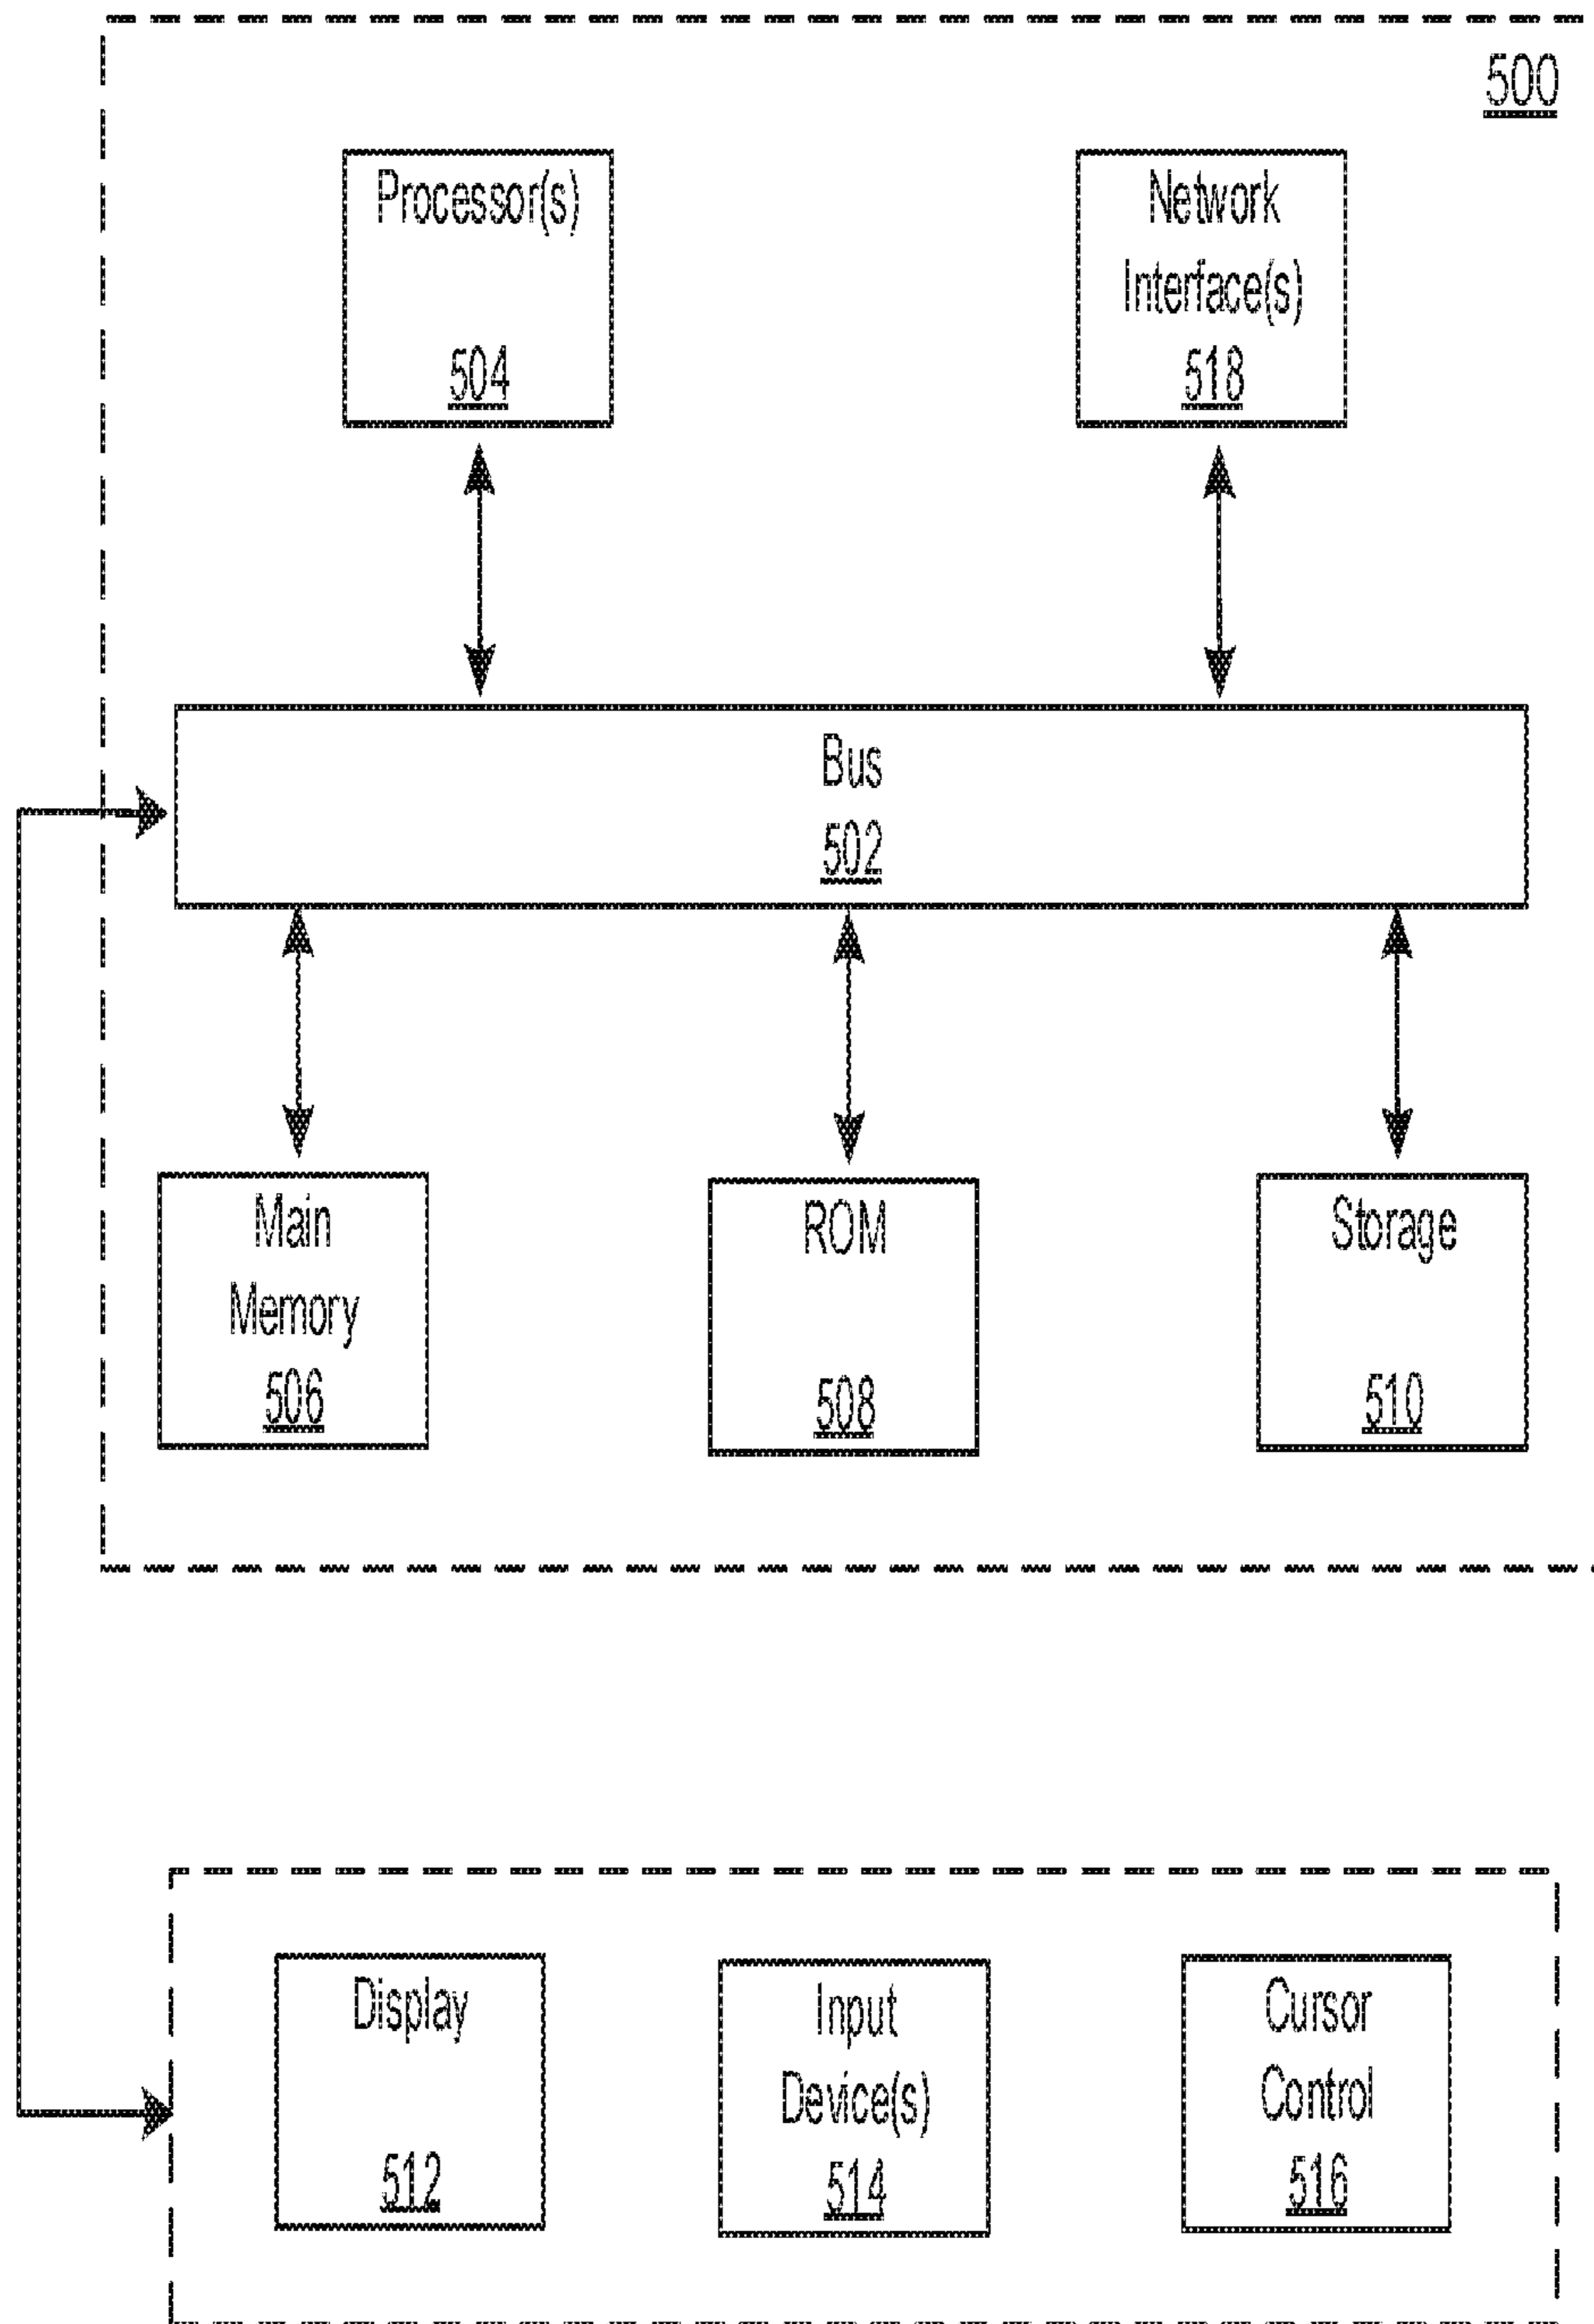 500
Processor(s)
504
Network
Interface(s)
518
Bus
502
Main
Memory
506
ROM
508
Storage
510
Display
512
Input
Device(s)
514
Cursor
Control
516